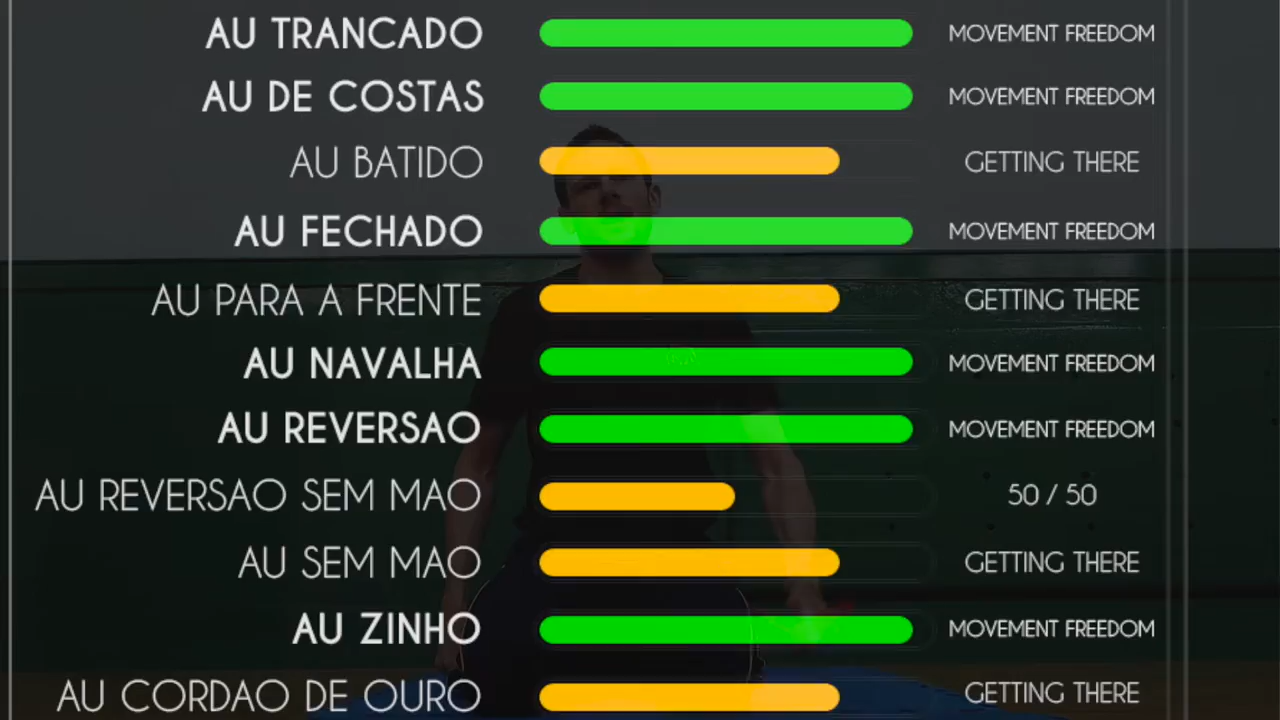 AU TRANCADO MOVEMENT FREEDOM
AU DE COSTAS MOVEMENT FREEDOM
AU BATIDO GETTING THERE
AU FECHADO MOVEMENT FREEDOM
AU PARA A FRENTE GETTING THERE
AU NAVALHA MOVEMENT FREEDOM
AU REVERSAO MOVEMENT FREEDOM
AU REVERSAO SEM MAO 50 / 50
AU SEM MAO GETTING THERE
AU ZINHO MOVEMENT FREEDOM
AU CORDAO DE OURO GETTING THERE